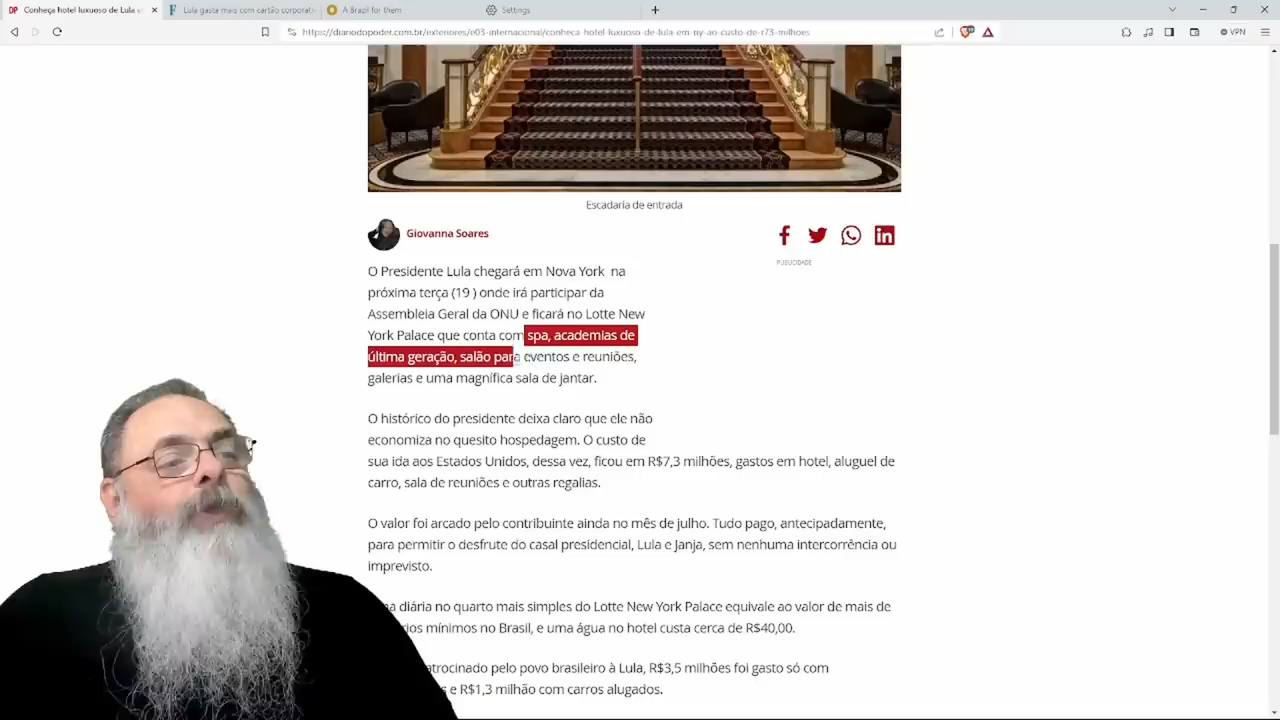 Conheça hotel luxuoso de Lula e
Lula gasta mais com cartão corporati
A Brazil for them
Settings
https://diariodopoder.com.br/exteriores/e03-internacional/conheca-hotel-luxuoso-de-lula-em-ny-ao-custo-de-r73-milhoes
VPN
Escadaria de entrada
Giovanna Soares
PUBLICIDADE
O Presidente Lula chegará em Nova York na
próxima terça (19 ) onde irá participar da
Assembleia Geral da ONU e ficará no Lotte New
York Palace que conta com spa, academias de
última geração, salão para eventos e reuniões,
galerias e uma magnífica sala de jantar.
O histórico do presidente deixa claro que ele não
economiza no quesito hospedagem. O custo de
sua ida aos Estados Unidos, dessa vez, ficou em R$7,3 milhões, gastos em hotel, aluguel de
carro, sala de reuniões e outras regalias.
O valor foi arcado pelo contribuinte ainda no mês de julho. Tudo pago, antecipadamente,
para permitir o desfrute do casal presidencial, Lula e Janja, sem nenhuma intercorrência ou
imprevisto.
diária no quarto mais simples do Lotte New York Palace equivale ao valor de mais de
mínimos no Brasil, e uma água no hotel custa cerca de R$40,00.
atrocinado pelo povo brasileiro à Lula, R$3,5 milhões foi gasto só com
e R$1,3 milhão com carros alugados.